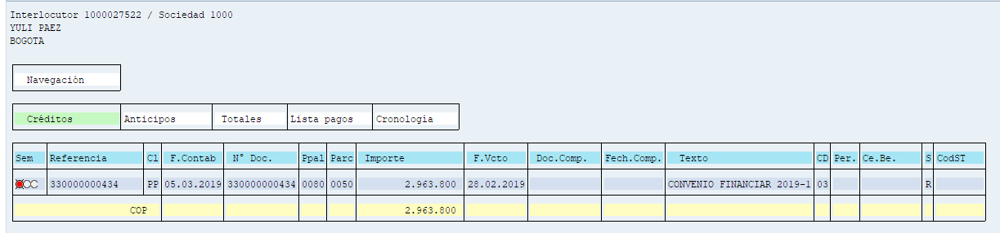 Interlocutor 1000027522 / Sociedad 1000
YULI PAEZ
BOGOTA
Navegación
Créditos Anticipos Totales Lista pagos Cronología
Sem Referencia Cl F.Contab N° Doc. Ppal Parc Importe F.Vcto Doc.Comp. Fech.Comp. Texto CD Per. Ce.Be. S CodST
330000000434 PP 05.03.2019 330000000434 0080 0050 2.963.800 28.02.2019 CONVENIO FINANCIAR 2019-1 03 R
COP 2.963.800